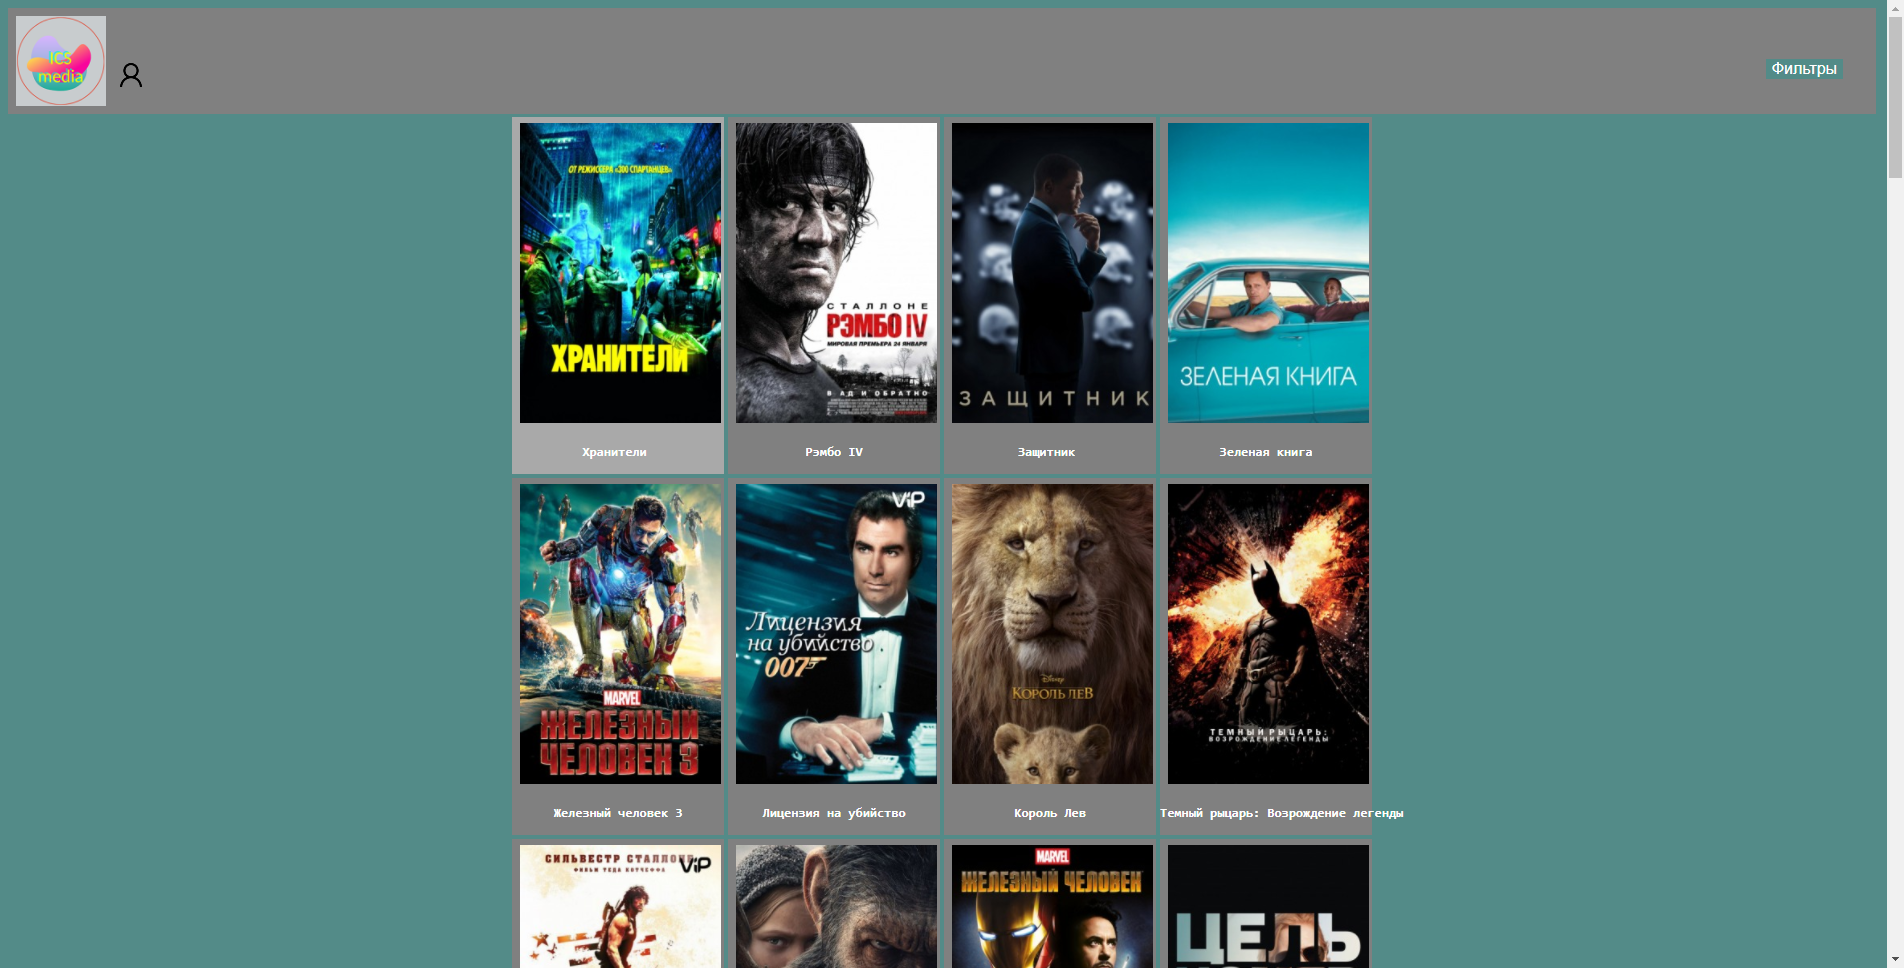 ICS
media
Фильтры
ОТ РЕЖИССЕРА «300 СПАРТАНЦЕВ»
ХРАНИТЕЛИ
СТАЛЛОНЕ
РЭМБО IV
МИРОВАЯ ПРЕМЬЕРА 24 ЯНВАРЯ
В АД И ОБРАТНО
ЗАЩИТНИК
ЗЕЛЕНАЯ КНИГА
Хранители
Рэмбо IV
Защитник
Зеленая книга
MARVEL
ЖЕЛЕЗНЫЙ
ЧЕЛОВЕК 3
ViP
Лицензия
на убийство
007
Disney
КОРОЛЬ ЛЕВ
ТЕМНЫЙ РЫЦАРЬ:
ВОЗРОЖДЕНИЕ ЛЕГЕНДЫ
Железный человек 3
Лицензия на убийство
Король Лев
Темный рыцарь: Возрождение легенды
СИЛЬВЕСТР СТАЛЛОНЕ
ViP
ФИЛЬМ ТЕДА КОТЧЕФФА
MARVEL
ЖЕЛЕЗНЫЙ ЧЕЛОВЕК
ЦЕЛЬ